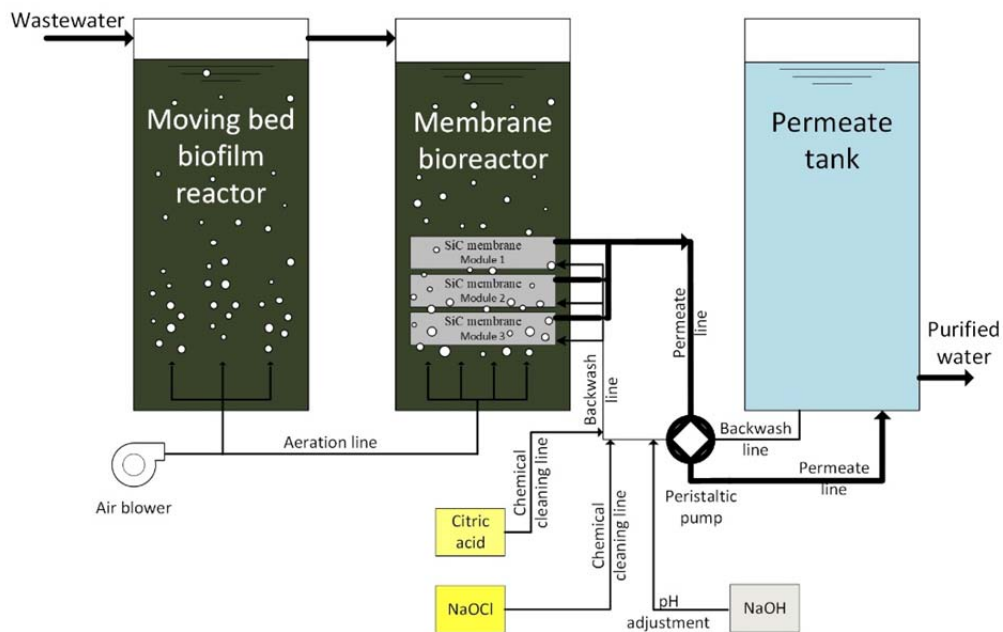 Wastewater
Moving bed
biofilm
reactor
Membrane
bioreactor
Permeate
tank
SiC membrane
Module 1
SiC membrane
Module 2
SiC membrane
Module 3
Permeate
line
Purified
water
Backwash
line
Aeration line
Air blower
Backwash
line
Permeate
line
Peristaltic
pump
Chemical
cleaning line
Citric
acid
Chemical
cleaning line
NaOCl
pH
adjustment
NaOH